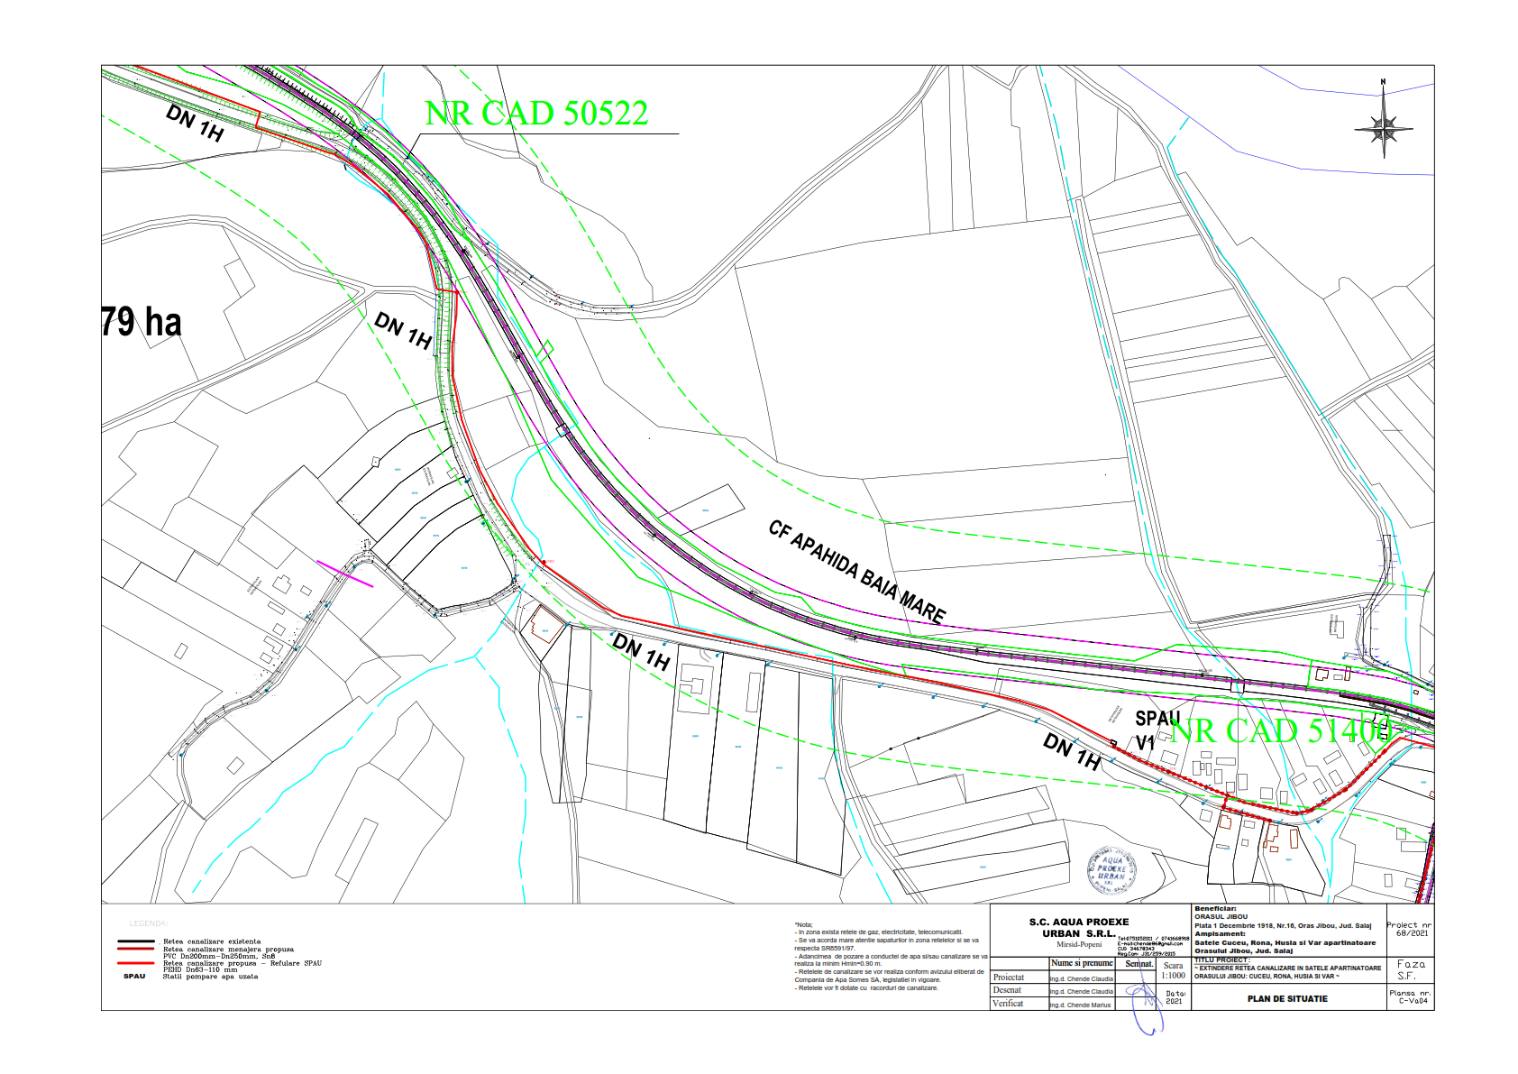 NR CAD 50522
DN 1H
N
79 ha
DN 1H
CF APAHIDA BAIA MARE
DN 1H
SPAU
V1
NR CAD 51400
DN 1H
AQUA
PROEXE
URBAN
LEGENDA:
Retea canalizare existenta
Retea canalizare menajera propusa
PVC Dn200mm-Dn250mm, Sn8
Retea canalizare propusa - Refulare SPAU
PEHD Dn63-110 mm
SPAU Statii pompare apa uzata
*Nota;
- In zona exista retele de gaz, electricitate, telecomunicatii.
- Se va acorda mare atentie sapaturilor in zona retelelor si se va
respecta SR8591/97.
- Adancimea de pozare a conductei de apa si/sau canalizare se va
realiza la minim Hmin=0.90 m.
- Retelele de canalizare se vor realiza conform avizului eliberat de
Compania de Apa Somes SA, legislatiei in vigoare.
- Retelele vor fi dotate cu racorduri de canalizare.
S.C. AQUA PROEXE
URBAN S.R.L.
Mirsid-Popeni
Nume si prenume
Semnat.
Scara
1:1000
Proiectat
ing.d. Chende Claudia
Desenat
ing.d. Chende Claudia
Verificat
ing.d. Chende Marius
Data:
2021
Beneficiar:
ORASUL JIBOU
Piata 1 Decembrie 1918, Nr.16, Oras Jibou, Jud. Salaj
Amplsament:
Satele Cuceu, Rona, Husia si Var apartinatoare
Orasului Jibou, Jud. Salaj
TITLU PROIECT:
~ EXTINDERE RETEA CANALIZARE IN SATELE APARTINATOARE
ORASULUI JIBOU: CUCEU, RONA, HUSIA SI VAR ~
PLAN DE SITUATIE
Proiect nr
68/2021
Faza
S.F.
Plansa nr.
C-Va04